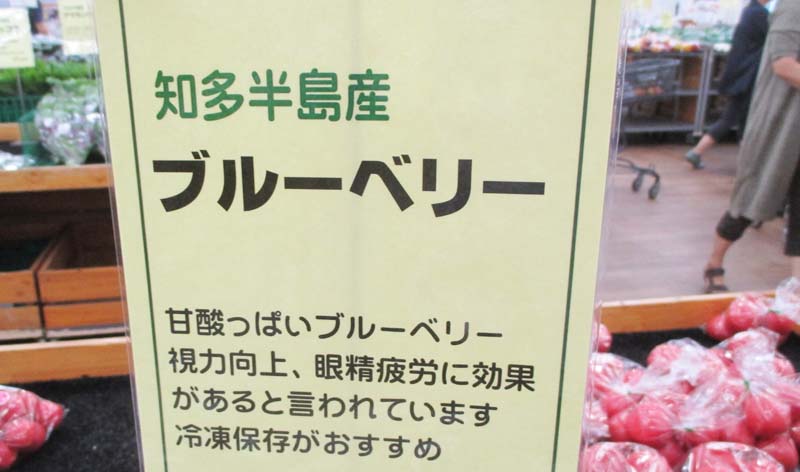 知多半島産
ブルーベリー
甘酸っぱいブルーベリー
視力向上、眼精疲労に効果
があると言われています
冷凍保存がおすすめ